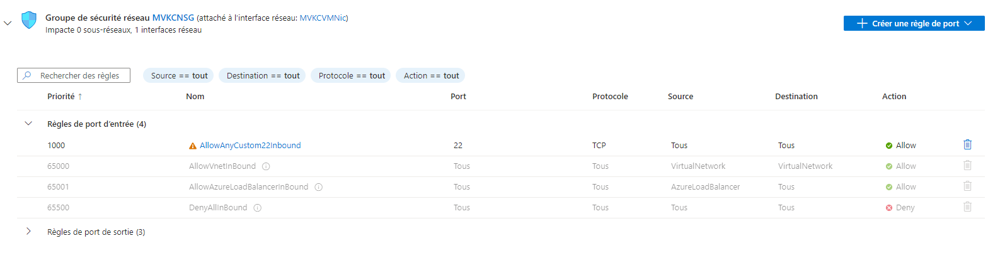 Groupe de sécurité réseau MVKCNSG (attaché à l'interface réseau: MVKCVMNic)
Impacte 0 sous-réseaux, 1 interfaces réseau
Créer une règle de port
Rechercher des règles
Source == tout
Destination == tout
Protocole == tout
Action == tout
Priorité ↑ Nom Port Protocole Source Destination Action
Règles de port d'entrée (4)
1000 AllowAnyCustom22Inbound 22 TCP Tous Tous Allow
65000 AllowVnetInBound Tous Tous VirtualNetwork VirtualNetwork Allow
65001 AllowAzureLoadBalancerInBound Tous Tous AzureLoadBalancer Tous Allow
65500 DenyAllInBound Tous Tous Tous Tous Deny
Règles de port de sortie (3)